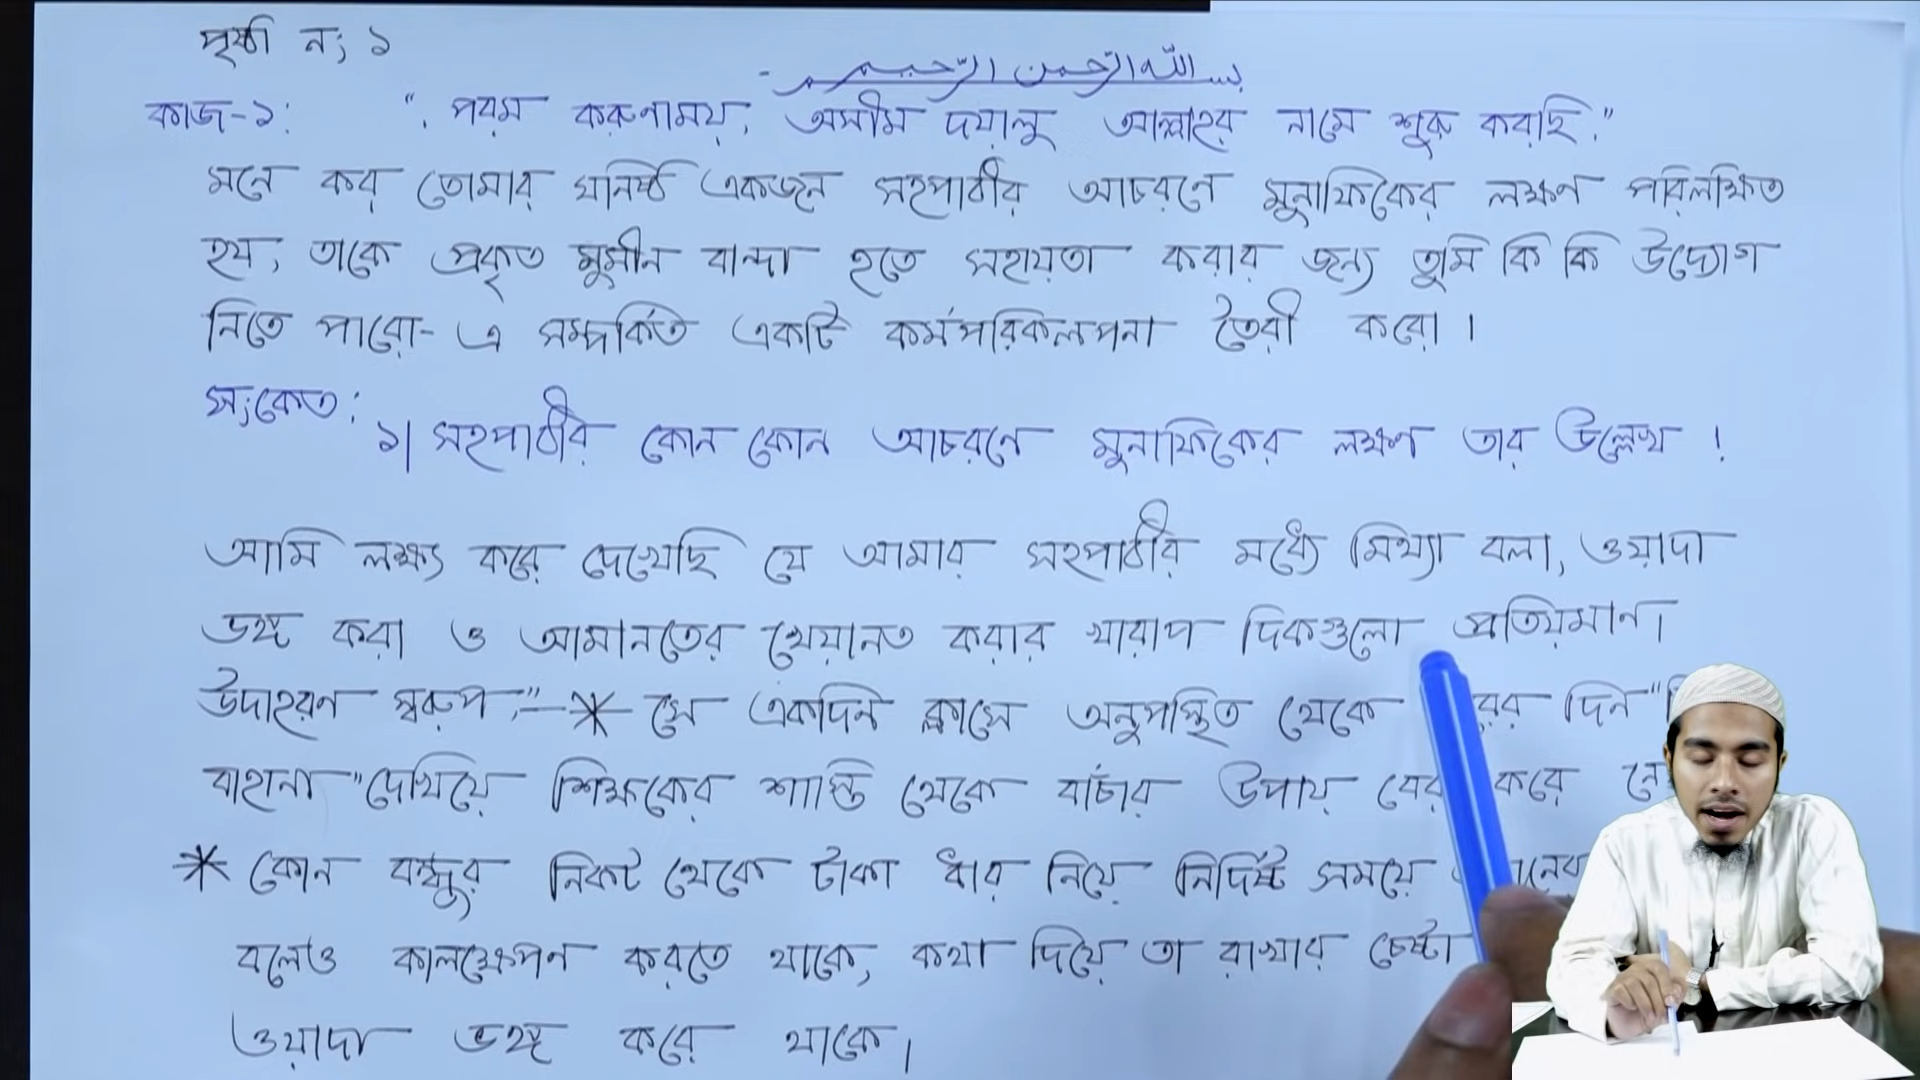 পৃষ্ঠা নং ১
بسم الله الرحمن الرحيم
কাজ-১: "পরম করুনাময়, অসীম দয়ালু আল্লাহর নামে শুরু করছি।"
মনে কর তোমার ঘনিষ্ঠ একজন সহপাঠীর আচরনে মুনাফিকের লক্ষণ পরিলক্ষিত
হয়, তাকে প্রকৃত মুমীন বান্দা হতে সহায়তা করার জন্য তুমি কি কি উদ্যোগ
নিতে পারো- এ সম্পর্কিত একটি কর্মপরিকল্পনা তৈরী করো।
সংকেত:
১| সহপাঠীর কোন কোন আচরনে মুনাফিকের লক্ষণ তার উল্লেখ!
আমি লক্ষ্য করে দেখেছি যে আমার সহপাঠীর মধ্যে মিথ্যা বলা, ওয়াদা
ভঙ্গ করা ও আমানতের খেয়ানত করার খারাপ দিকগুলো প্রতিয়মান।
উদাহরন স্বরুপ:- * সে একদিন ক্লাসে অনুপস্থিত থেকে দিন
বাহানা" দেখিয়ে শিক্ষকের শাস্তি থেকে বাঁচার উপায় বের করে
* কোন বন্ধুর নিকট থেকে টাকা ধার নিয়ে নির্দিষ্ট সময়ে
বলেও কালক্ষেপন করতে থাকে, কথা দিয়ে তা রাখার চেষ্টা
ওয়াদা ভঙ্গ করে থাকে।